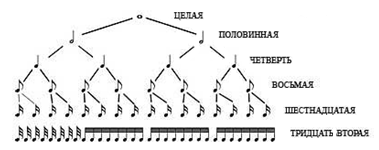 ЦЕЛАЯ
ПОЛОВИННАЯ
ЧЕТВЕРТЬ
ВОСЬМАЯ
ШЕСТНАДЦАТАЯ
ТРИДЦАТЬ ВТОРАЯ